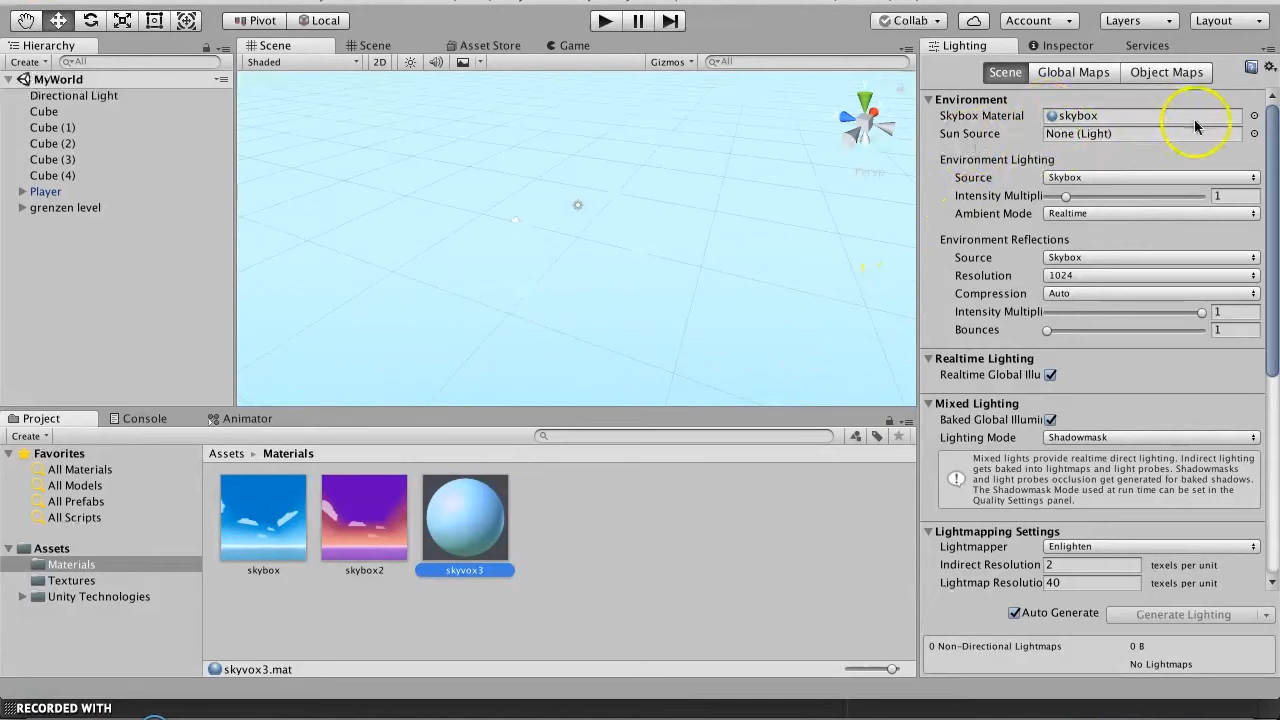 Pivot Local Collab Account Layers Layout
Hierarchy Scene Scene Asset Store Game Lighting Inspector Services
Create All Shaded 2D Gizmos All Scene Global Maps Object Maps
MyWorld
Directional Light
Cube
Cube (1)
Cube (2)
Cube (3)
Cube (4)
Player
grenzen level
Persp
Environment
Skybox Material skybox
Sun Source None (Light)
Environment Lighting
Source Skybox
Intensity Multipli 1
Ambient Mode Realtime
Environment Reflections
Source Skybox
Resolution 1024
Compression Auto
Intensity Multipli 1
Bounces 1
Realtime Lighting
Realtime Global Illu
Mixed Lighting
Baked Global Illumin
Lighting Mode Shadowmask
Mixed lights provide realtime direct lighting. Indirect lighting
gets baked into lightmaps and light probes. Shadowmasks
and light probes occlusion get generated for baked shadows.
The Shadowmask Mode used at run time can be set in the
Quality Settings panel.
Lightmapping Settings
Lightmapper Enlighten
Indirect Resolution 2 texels per unit
Lightmap Resolutio 40 texels per unit
Auto Generate Generate Lighting
0 Non-Directional Lightmaps 0 B
No Lightmaps
Project Console Animator
Create
Favorites
All Materials
All Models
All Prefabs
All Scripts
Assets
Materials
Textures
Unity Technologies
Assets Materials
skybox skybox2 skyvox3
skyvox3.mat
RECORDED WITH